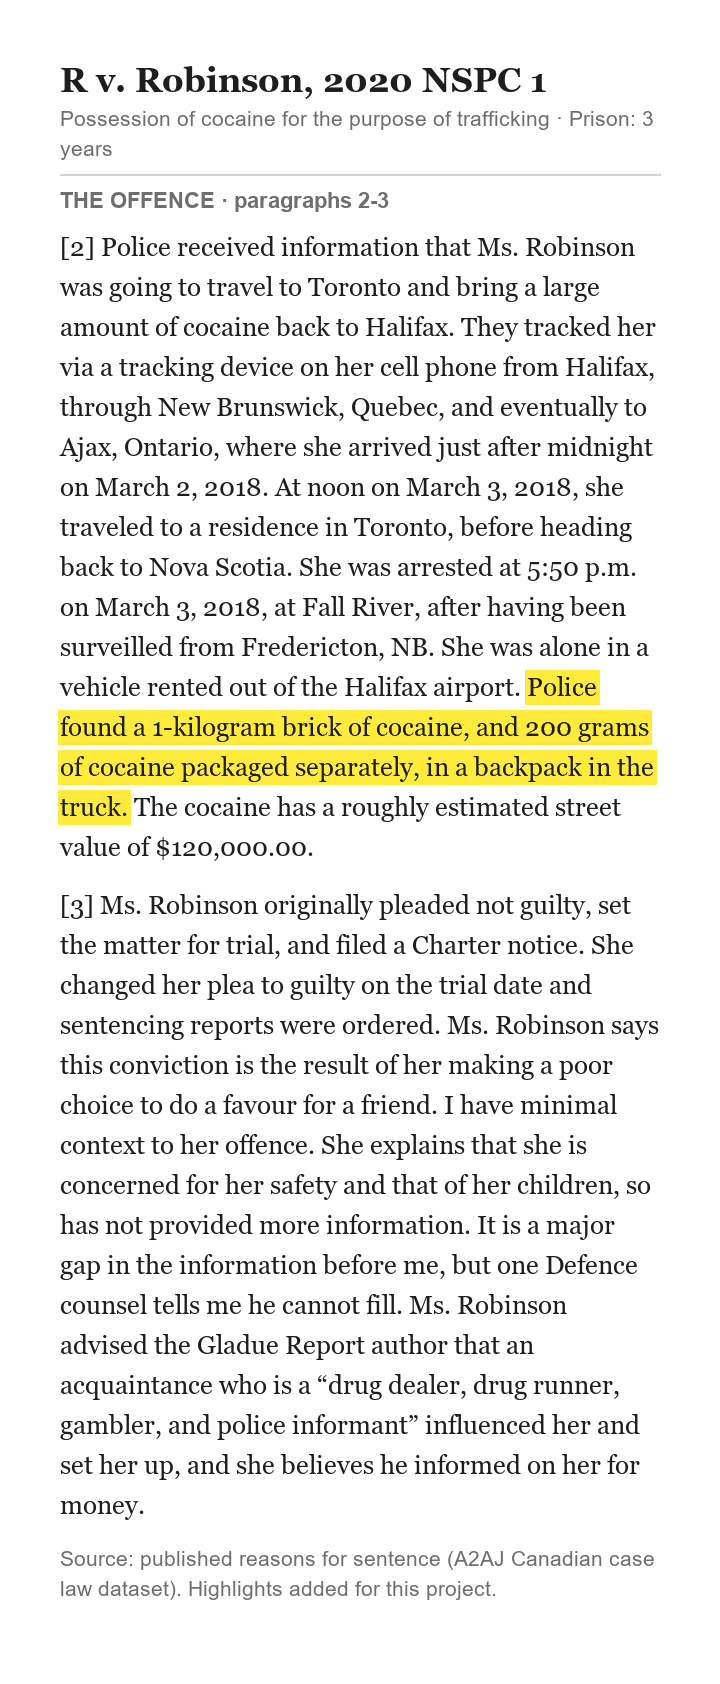 R v. Robinson, 2020 NSPC 1
Possession of cocaine for the purpose of trafficking · Prison: 3
years
THE OFFENCE · paragraphs 2-3
[2] Police received information that Ms. Robinson
was going to travel to Toronto and bring a large
amount of cocaine back to Halifax. They tracked her
via a tracking device on her cell phone from Halifax,
through New Brunswick, Quebec, and eventually to
Ajax, Ontario, where she arrived just after midnight
on March 2, 2018. At noon on March 3, 2018, she
traveled to a residence in Toronto, before heading
back to Nova Scotia. She was arrested at 5:50 p.m.
on March 3, 2018, at Fall River, after having been
surveilled from Fredericton, NB. She was alone in a
vehicle rented out of the Halifax airport. Police
found a 1-kilogram brick of cocaine, and 200 grams
of cocaine packaged separately, in a backpack in the
truck. The cocaine has a roughly estimated street
value of $120,000.00.
[3] Ms. Robinson originally pleaded not guilty, set
the matter for trial, and filed a Charter notice. She
changed her plea to guilty on the trial date and
sentencing reports were ordered. Ms. Robinson says
this conviction is the result of her making a poor
choice to do a favour for a friend. I have minimal
context to her offence. She explains that she is
concerned for her safety and that of her children, so
has not provided more information. It is a major
gap in the information before me, but one Defence
counsel tells me he cannot fill. Ms. Robinson
advised the Gladue Report author that an
acquaintance who is a “drug dealer, drug runner,
gambler, and police informant” influenced her and
set her up, and she believes he informed on her for
money.
Source: published reasons for sentence (A2AJ Canadian case
law dataset). Highlights added for this project.